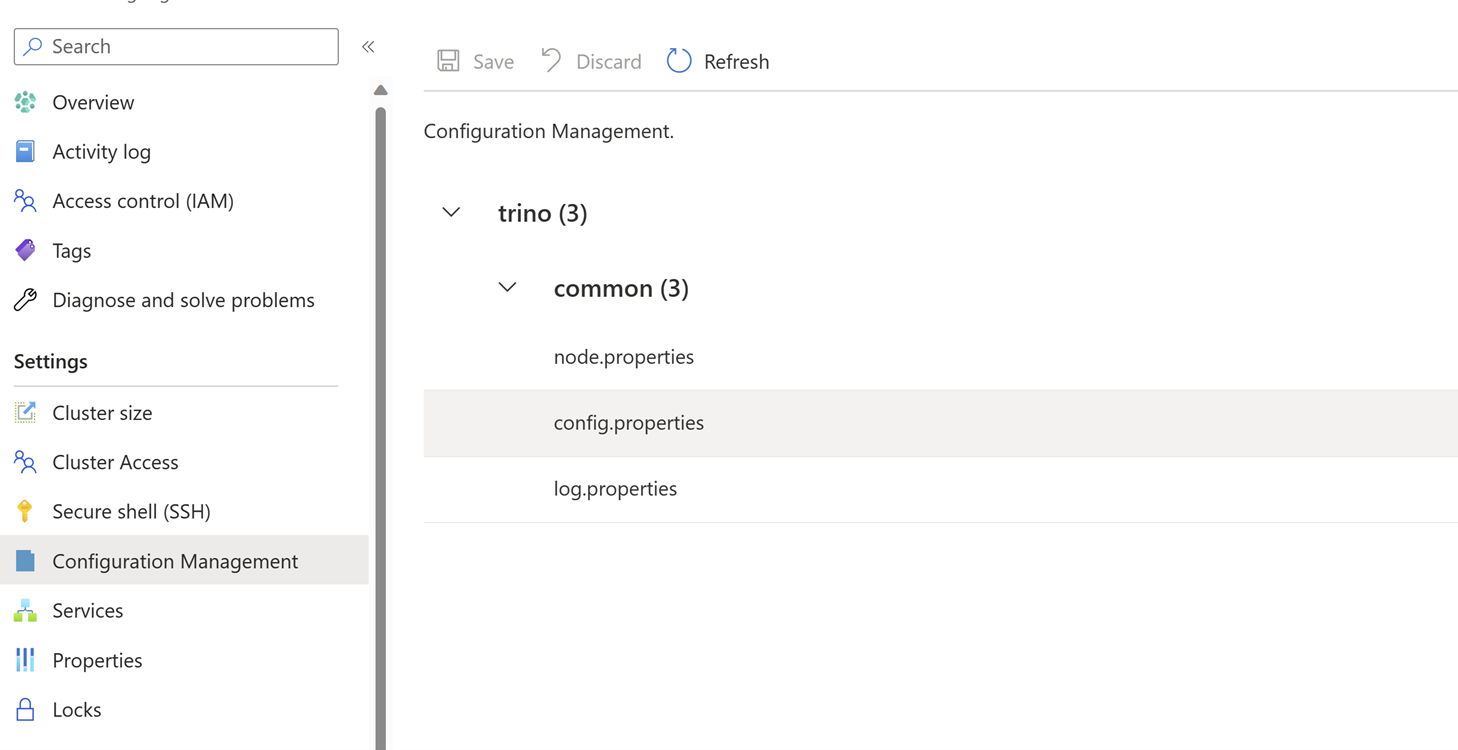 Search
Overview
Activity log
Access control (IAM)
Tags
Diagnose and solve problems
Settings
Cluster size
Cluster Access
Secure shell (SSH)
Configuration Management
Services
Properties
Locks
Save
Discard
Refresh
Configuration Management.
trino (3)
common (3)
node.properties
config.properties
log.properties